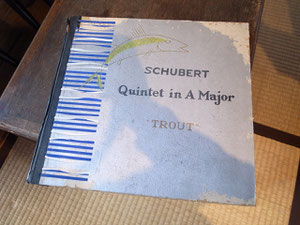 SCHUBERT
Quintet in A Major
"TROUT"